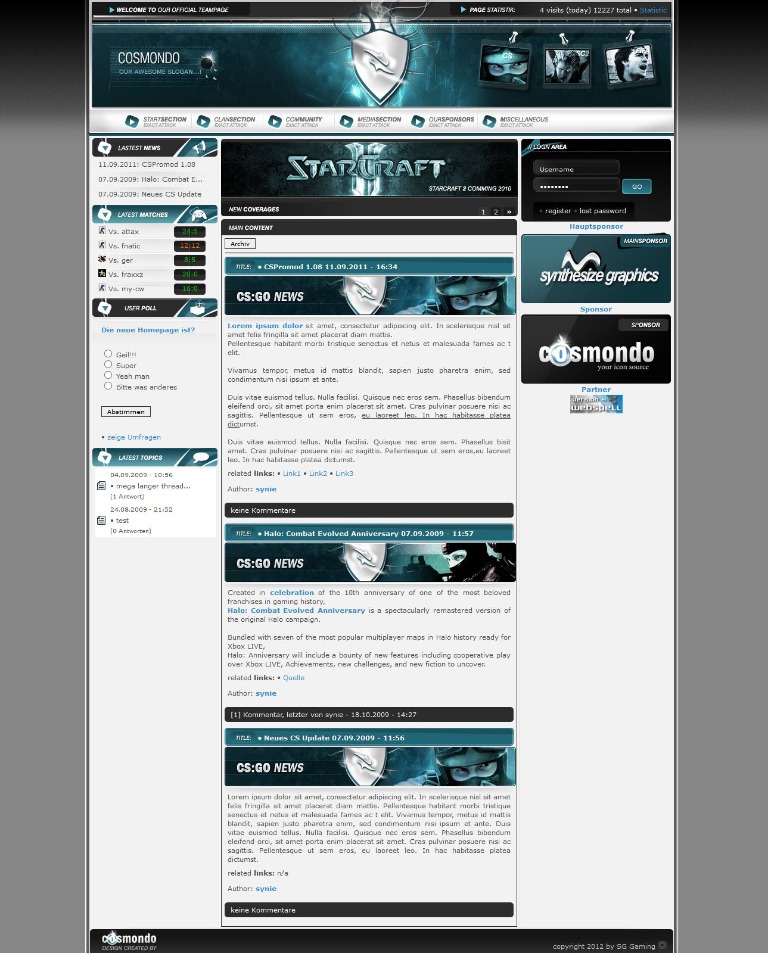 WELCOME TO OUR OFFICIAL TEAMPAGE
PAGE STATISTIK:
4 visits (today) 12227 total • Statistic
COSMONDO
OUR AWESOME SLOGAN...!
CS
SC2
STARTSECTION
EXACT ATTACK
CLANSECTION
EXACT ATTACK
COMMUNITY
EXACT ATTACK
MEDIASECTION
EXACT ATTACK
OURSPONSORS
EXACT ATTACK
MISCELLANEOUS
EXACT ATTACK
LASTEST NEWS
11.09.2011: CSPromod 1.08
07.09.2009: Halo: Combat E...
07.09.2009: Neues CS Update
LATEST MATCHES
Vs. attax 24:5
Vs. fnatic 12:12
Vs. ger 8:8
Vs. fraxxz
Vs. my-cw 16:0
USER POLL
Die neue Homepage ist?
Geil!!!
Super
Yeah man
Bitte was anderes
Abstimmen
• zeige Umfragen
LATEST TOPICS
04.09.2009 - 10:56
• mega langer thread...
(1 Antwort)
24.08.2009 - 21:52
• test
(0 Antworten)
STARCRAFT
II
STARCRAFT 2 COMMING 2010
NEW COVERAGES
1 2 »
MAIN CONTENT
Archiv
TITLE: • CSPromod 1.08 11.09.2011 - 16:34
CS:GO NEWS
Lorem ipsum dolor sit amet, consectetur adipiscing elit. In scelerisque nisl sit
amet felis fringilla sit amet placerat diam mattis.
Pellentesque habitant morbi tristique senectus et netus et malesuada fames ac t
elit.
Vivamus tempor, metus id mattis blandit, sapien justo pharetra enim, sed
condimentum nisi ipsum et ante.
Duis vitae euismod tellus. Nulla facilisi. Quisque nec eros sem. Phasellus bibendum
eleifend orci, sit amet porta enim placerat sit amet. Cras pulvinar posuere nisi ac
sagittis. Pellentesque ut sem eros, eu laoreet leo. In hac habitasse platea
dictumst.
Duis vitae euismod tellus. Nulla facilisi. Quisque nec eros sem. Phasellus bisit
amet. Cras pulvinar posuere nisi ac sagittis. Pellentesque ut sem eros,eu laoreet
leo. In hac habitasse platea dictumst.
related links: • Link1 • Link2 • Link3
Author: synie
keine Kommentare
TITLE: • Halo: Combat Evolved Anniversary 07.09.2009 - 11:57
CS:GO NEWS
Created in celebration of the 10th anniversary of one of the most beloved
franchises in gaming history,
Halo: Combat Evolved Anniversary is a spectacularly remastered version of
the original Halo campaign.
Bundled with seven of the most popular multiplayer maps in Halo history ready for
Xbox LIVE,
Halo: Anniversary will include a bounty of new features including cooperative play
over Xbox LIVE, Achievements, new challenges, and new fiction to uncover.
related links: • Quelle
Author: synie
[1] Kommentar, letzter von synie - 18.10.2009 - 14:27
TITLE: • Neues CS Update 07.09.2009 - 11:56
CS:GO NEWS
Lorem ipsum dolor sit amet, consectetur adipiscing elit. In scelerisque nisl sit amet
felis fringilla sit amet placerat diam mattis. Pellentesque habitant morbi tristique
senectus et netus et malesuada fames ac t elit. Vivamus tempor, metus id mattis
blandit, sapien justo pharetra enim, sed condimentum nisi ipsum et ante. Duis
vitae euismod tellus. Nulla facilisi. Quisque nec eros sem. Phasellus bibendum
eleifend orci, sit amet porta enim placerat sit amet. Cras pulvinar posuere nisi ac
sagittis. Pellentesque ut sem eros, eu laoreet leo. In hac habitasse platea
dictumst.
related links: n/a
Author: synie
keine Kommentare
LOGIN AREA
Username
••••••••
GO
• register • lost password
Hauptsponsor
MAINSPONSOR
synthesize graphics
Sponsor
SPONSOR
cosmondo
your icon source
Partner
webspell
cosmondo
DESIGN CREATED BY
copyright 2012 by SG Gaming